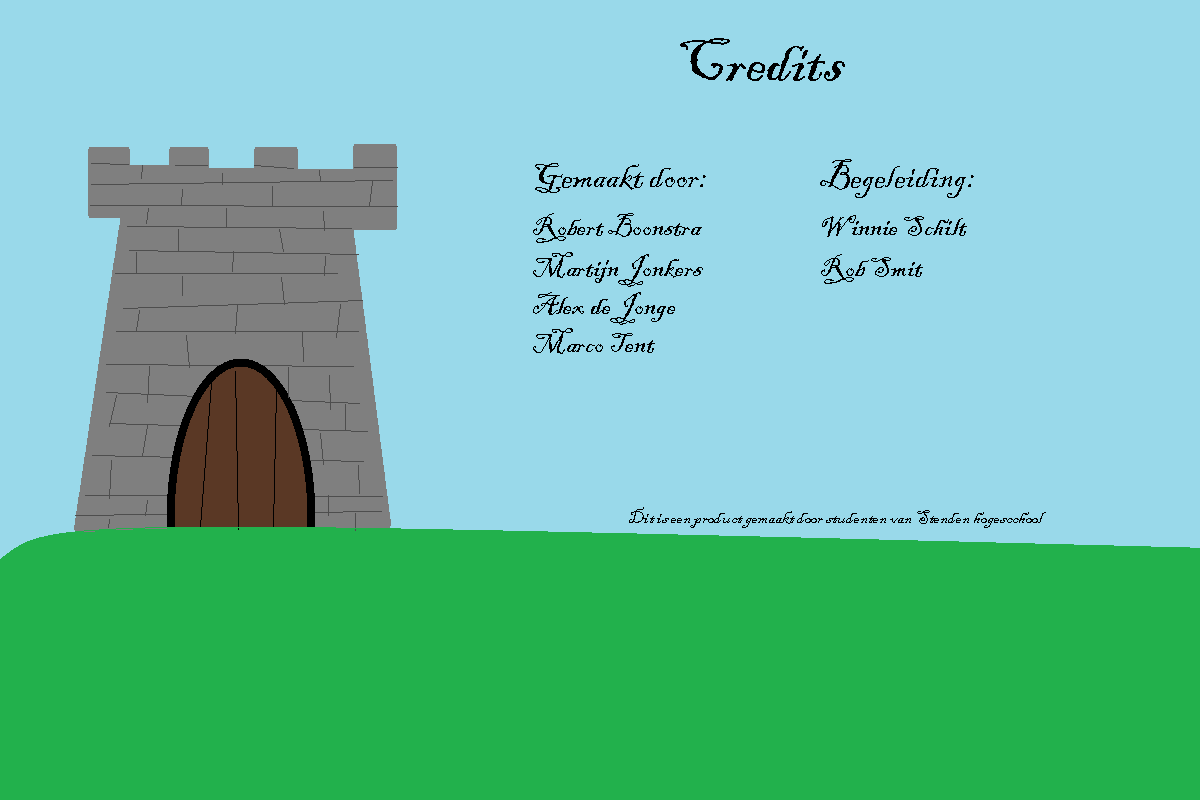 Credits
Gemaakt door:
Robert Boonstra
Martijn Jonkers
Alex de Jonge
Marco Tent
Begeleiding:
Winnie Schilt
Rob Smit
Dit is een product gemaakt door studenten van Stenden hogesochool